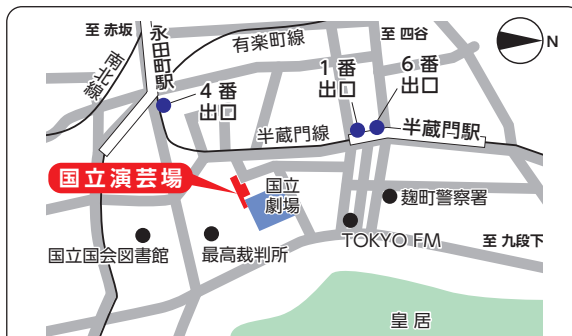 至 赤坂
永田町駅
有楽町線
至 四谷
N
南北線
4 番
出口
1 番
出口
6 番
出口
半蔵門線
半蔵門駅
国立演芸場
国立
劇場
麹町警察署
国立国会図書館
最高裁判所
TOKYO FM
至 九段下
皇 居